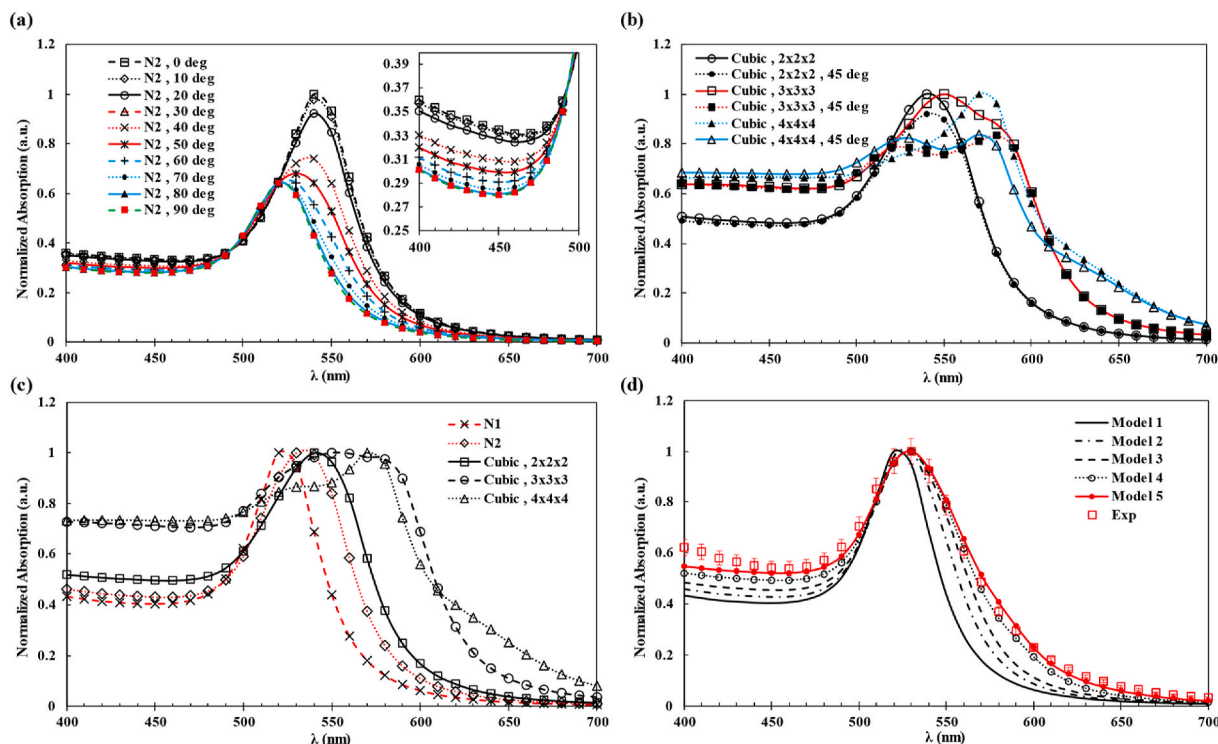 (a)
Normalized Absorption (a.u.)
1.2
1
0.8
0.6
0.4
0.2
0
400
450
500
550
600
650
700
λ (nm)
N2 , 0 deg
N2 , 10 deg
N2 , 20 deg
N2 , 30 deg
N2 , 40 deg
N2 , 50 deg
N2 , 60 deg
N2 , 70 deg
N2 , 80 deg
N2 , 90 deg
0.39
0.37
0.35
0.33
0.31
0.29
0.27
0.25
400
420
440
460
480
500
(b)
Normalized Absorption (a.u.)
1.2
1
0.8
0.6
0.4
0.2
0
400
450
500
550
600
650
700
λ (nm)
Cubic , 2x2x2
Cubic , 2x2x2 , 45 deg
Cubic , 3x3x3
Cubic , 3x3x3 , 45 deg
Cubic , 4x4x4
Cubic , 4x4x4 , 45 deg
(c)
Normalized Absorption (a.u.)
1.2
1
0.8
0.6
0.4
0.2
0
400
450
500
550
600
650
700
λ (nm)
N1
N2
Cubic , 2x2x2
Cubic , 3x3x3
Cubic , 4x4x4
(d)
Normalized Absorption (a.u.)
1.2
1
0.8
0.6
0.4
0.2
0
400
450
500
550
600
650
700
λ (nm)
Model 1
Model 2
Model 3
Model 4
Model 5
Exp